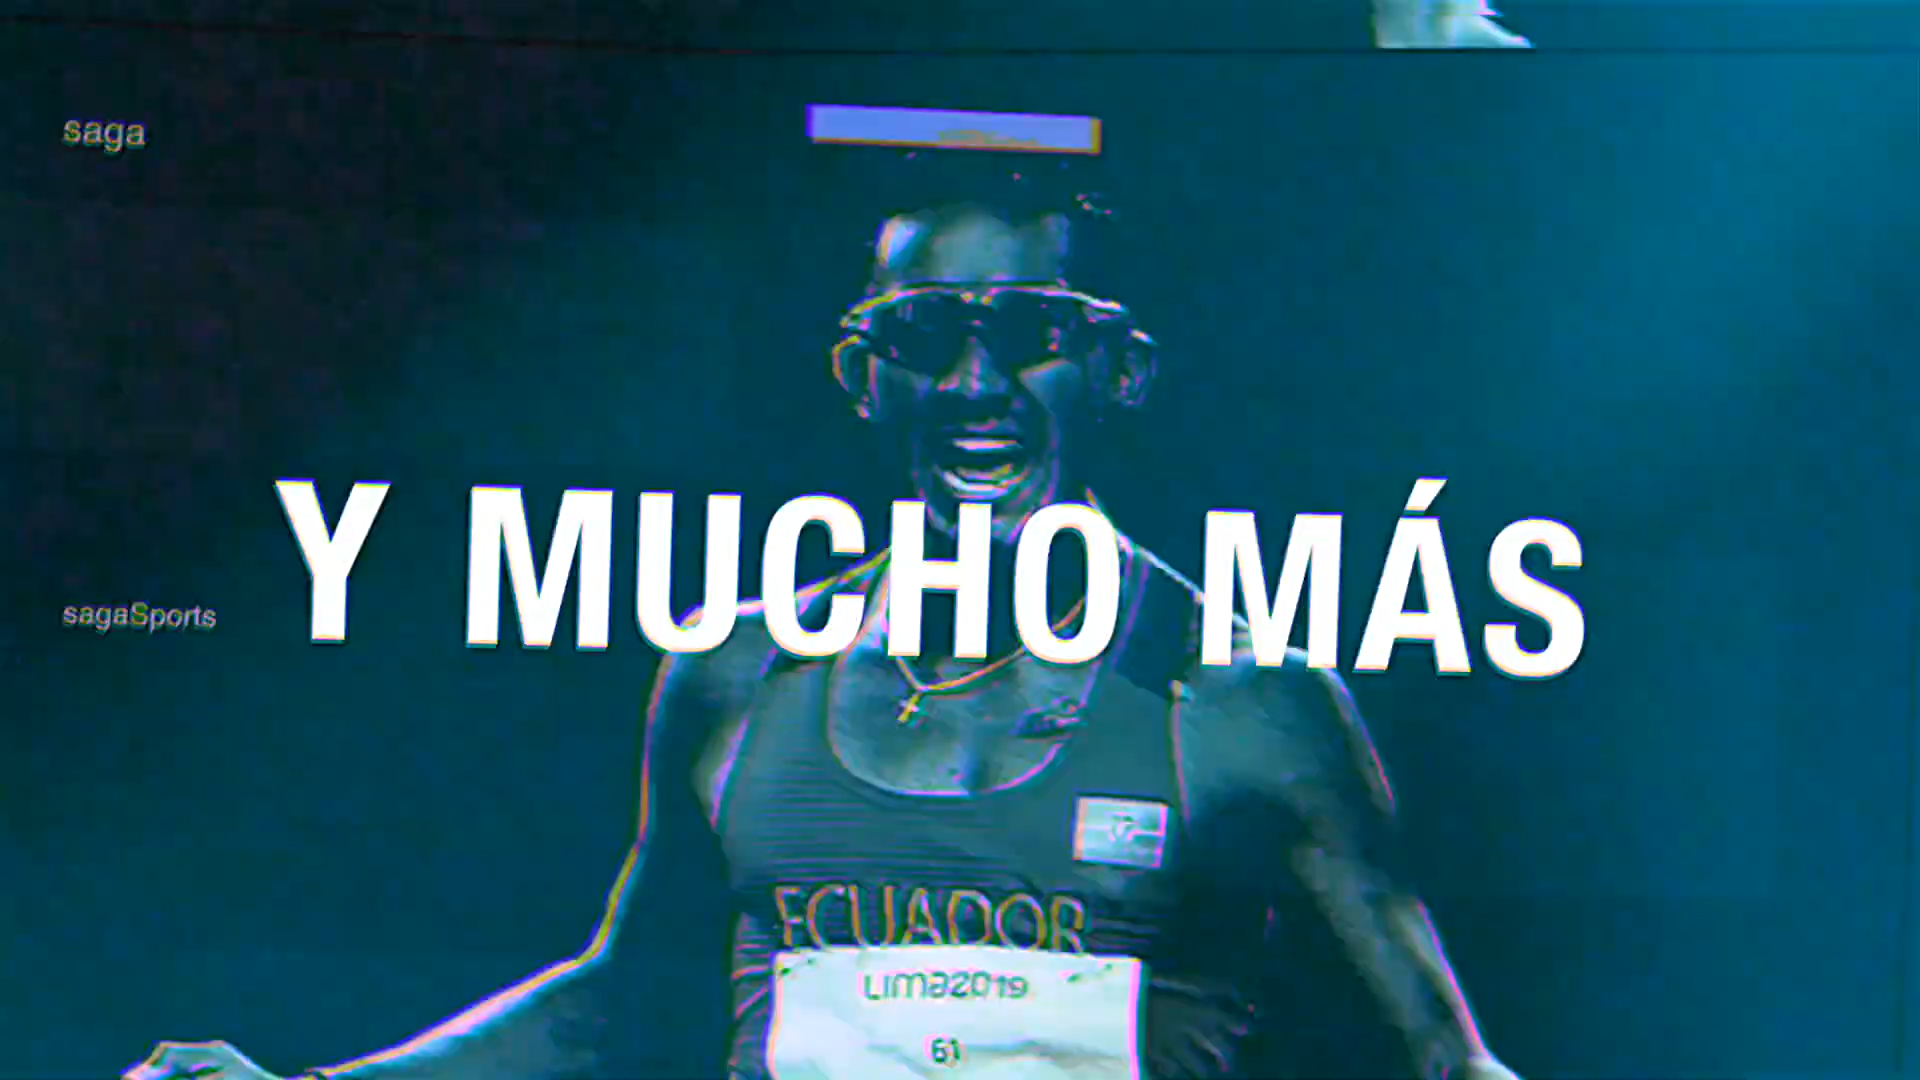 saga
Y MUCHO MÁS
sagaSports
ECUADOR
Lima2019
61